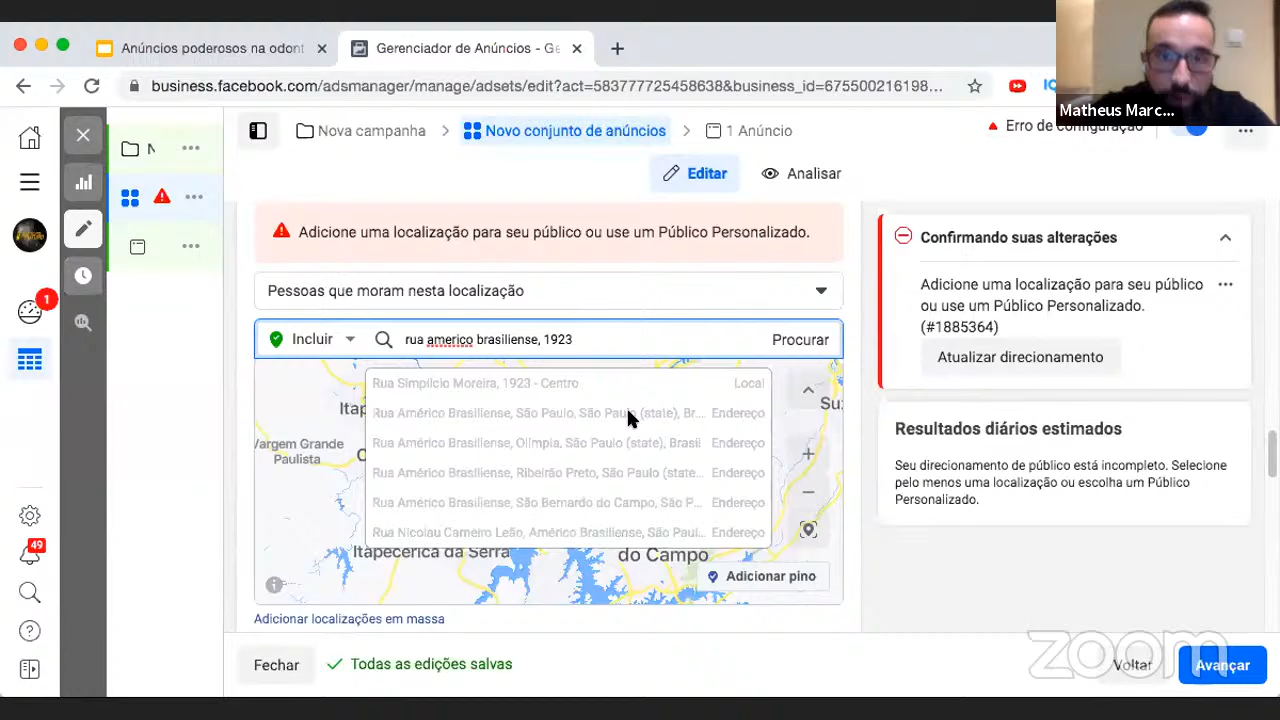 Anúncios poderosos na odont
Gerenciador de Anúncios - Ge
business.facebook.com/adsmanager/manage/adsets/edit?act=583777725458638&business_id=675500216198...
Matheus Marc...
Nova campanha
Novo conjunto de anúncios
1 Anúncio
Erro de configuração
N
Editar
Analisar
Adicione uma localização para seu público ou use um Público Personalizado.
Pessoas que moram nesta localização
Incluir
rua americo brasiliense, 1923
Procurar
Rua Simplício Moreira, 1923 - Centro Local
Rua Américo Brasiliense, São Paulo, São Paulo (state), Br... Endereço
Rua Américo Brasiliense, Olímpia, São Paulo (state), Brasil Endereço
Rua Américo Brasiliense, Ribeirão Preto, São Paulo (state... Endereço
Rua Américo Brasiliense, São Bernardo do Campo, São P... Endereço
Rua Nicolau Carneiro Leão, Américo Brasiliense, São Paul... Endereço
Itap
Vargem Grande
Paulista
C
Suz
Itapecerica da Serra
do Campo
Adicionar pino
Adicionar localizações em massa
Confirmando suas alterações
Adicione uma localização para seu público
ou use um Público Personalizado.
(#1885364)
Atualizar direcionamento
Resultados diários estimados
Seu direcionamento de público está incompleto. Selecione
pelo menos uma localização ou escolha um Público
Personalizado.
1
49
Fechar
Todas as edições salvas
Voltar
Avançar
zoom